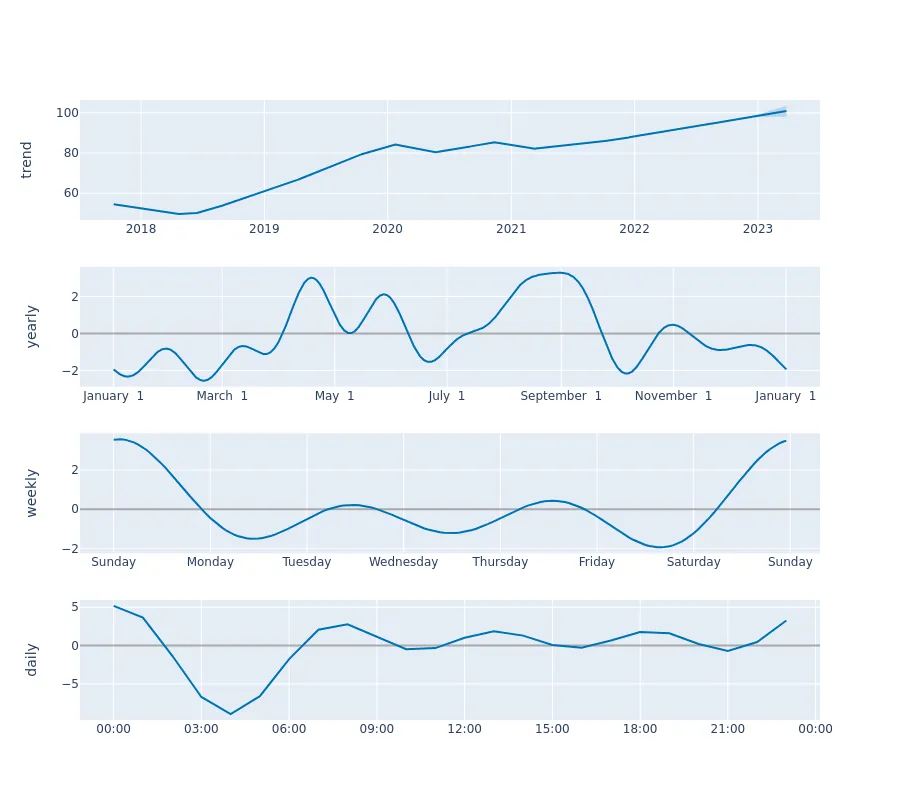 trend
100
80
60
2018 2019 2020 2021 2022 2023
yearly
2
0
−2
January 1 March 1 May 1 July 1 September 1 November 1 January 1
weekly
2
0
−2
Sunday Monday Tuesday Wednesday Thursday Friday Saturday Sunday
daily
5
0
−5
00:00 03:00 06:00 09:00 12:00 15:00 18:00 21:00 00:00